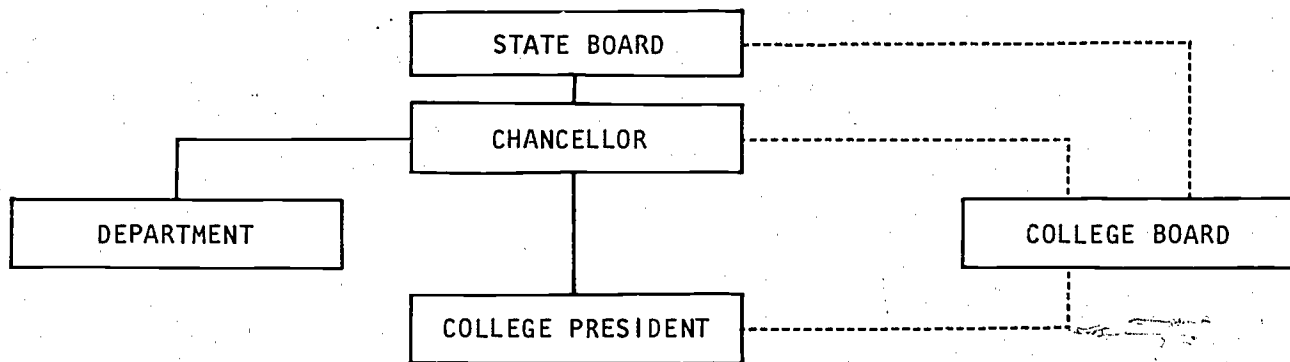 STATE BOARD
CHANCELLOR
DEPARTMENT
COLLEGE BOARD
COLLEGE PRESIDENT